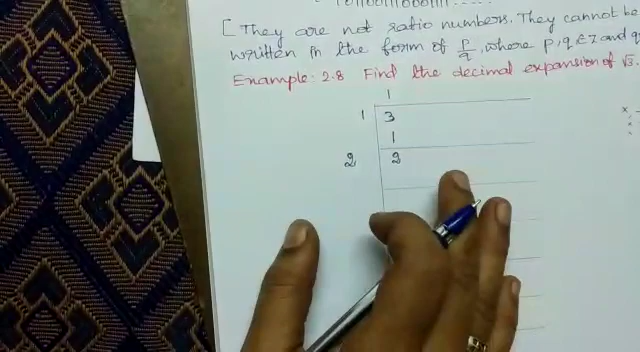 [ They are not ratio numbers. They cannot be
written in the form of p/q, where p, q ∈ Z and q
Example: 2.8 Find the decimal expansion of √3.
1
1 3
1
2 2